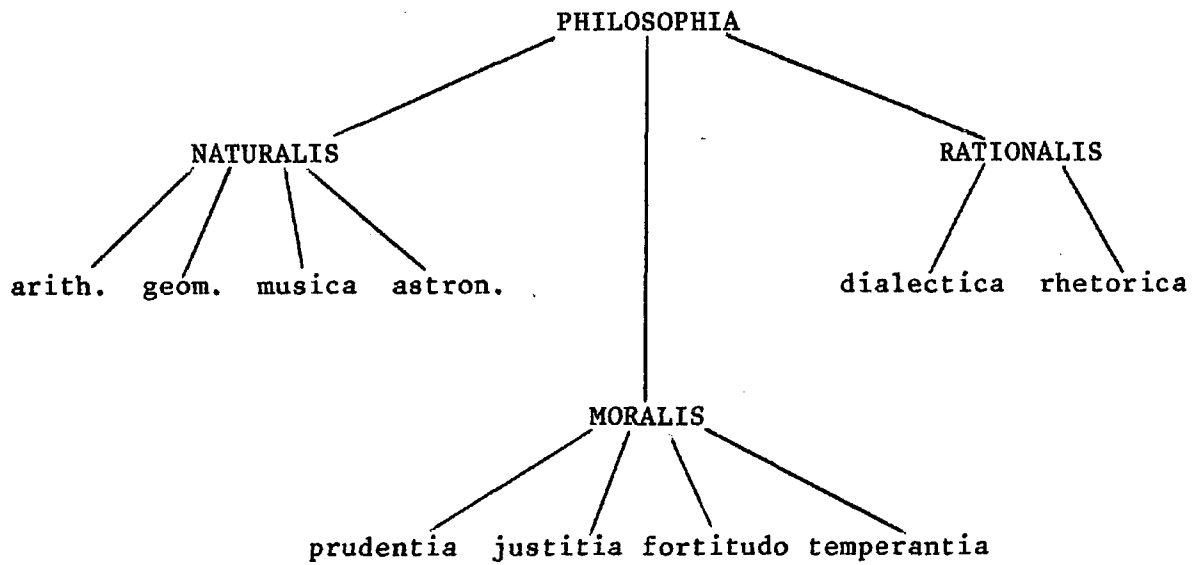 PHILOSOPHIA
NATURALIS RATIONALIS
arith. geom. musica astron. dialectica rhetorica
MORALIS
prudentia justitia fortitudo temperantia